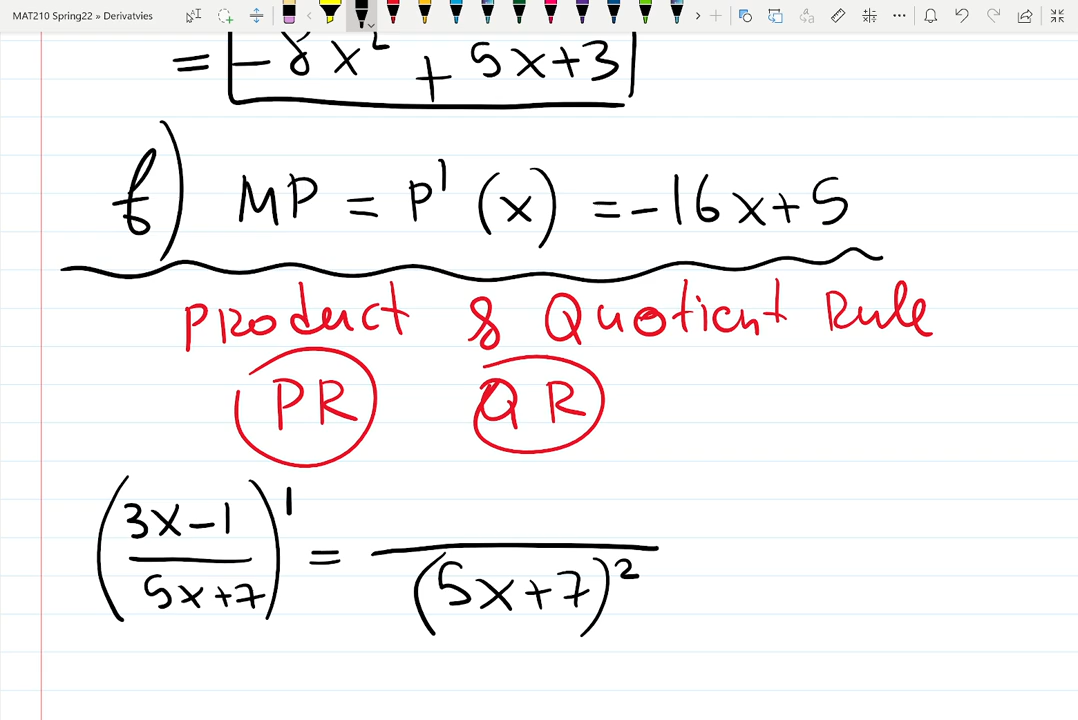 MAT210 Spring22 » Derivatvies
= -8x² + 5x+3
f) MP = P'(x) = -16x+5
Product & Quotient Rule
PR QR
((3x-1)/(5x+7))' = /(5x+7)²